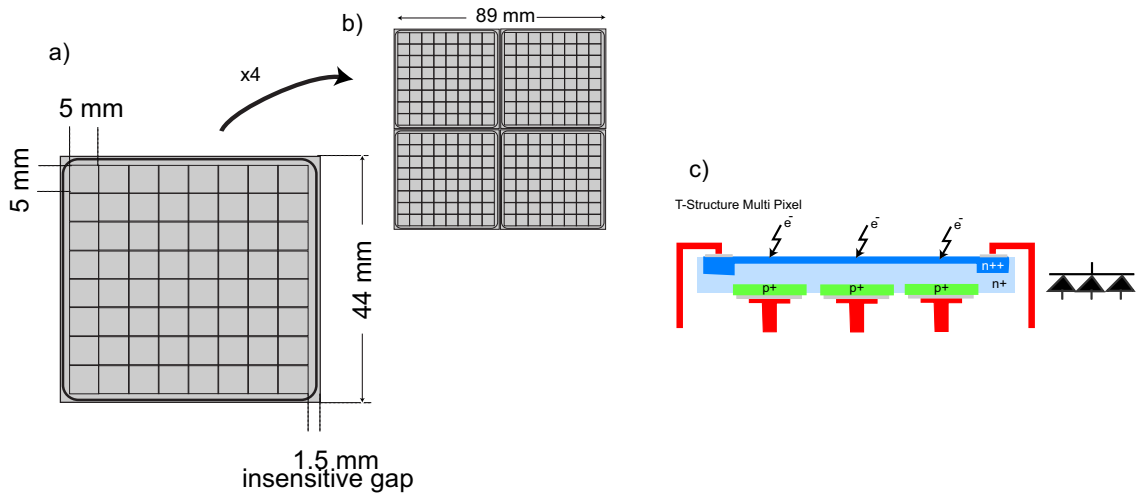 a)
5 mm
5 mm
44 mm
1.5 mm
insensitive gap
x4
b)
89 mm
c)
T-Structure Multi Pixel
e-
e-
e-
n++
p+
p+
p+
n+